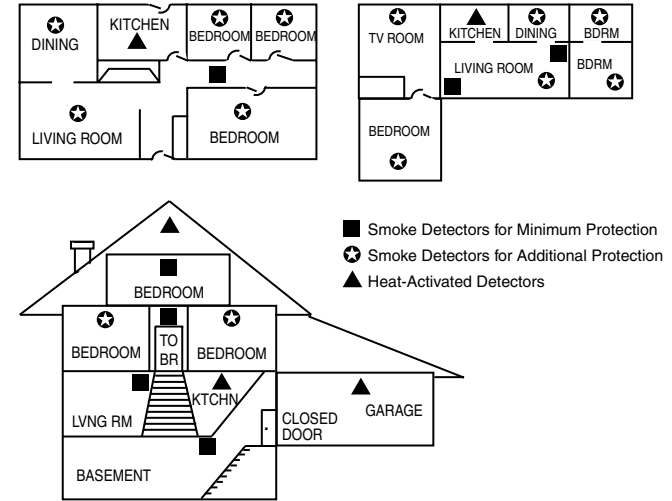 DINING
KITCHEN
BEDROOM
BEDROOM
LIVING ROOM
BEDROOM
TV ROOM
KITCHEN
DINING
BDRM
LIVING ROOM
BDRM
BEDROOM
Smoke Detectors for Minimum Protection
Smoke Detectors for Additional Protection
Heat-Activated Detectors
BEDROOM
BEDROOM
TO
BR
BEDROOM
LVNG RM
KTCHN
CLOSED
DOOR
GARAGE
BASEMENT